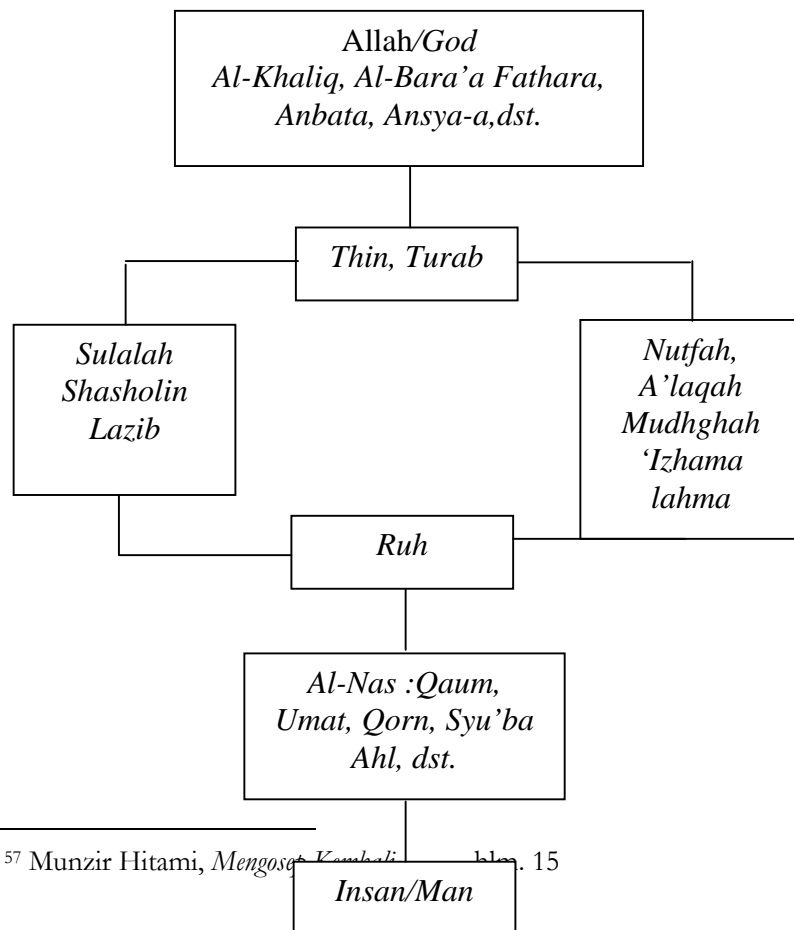 Allah/God
Al-Khaliq, Al-Bara’a Fathara,
Anbata, Ansya-a,dst.
Thin, Turab
Sulalah
Shasholin
Lazib
Nutfah,
A’laqah
Mudhghah
‘Izhama
lahma
Ruh
Al-Nas :Qaum,
Umat, Qorn, Syu’ba
Ahl, dst.
57 Munzir Hitami, hlm. 15
Insan/Man